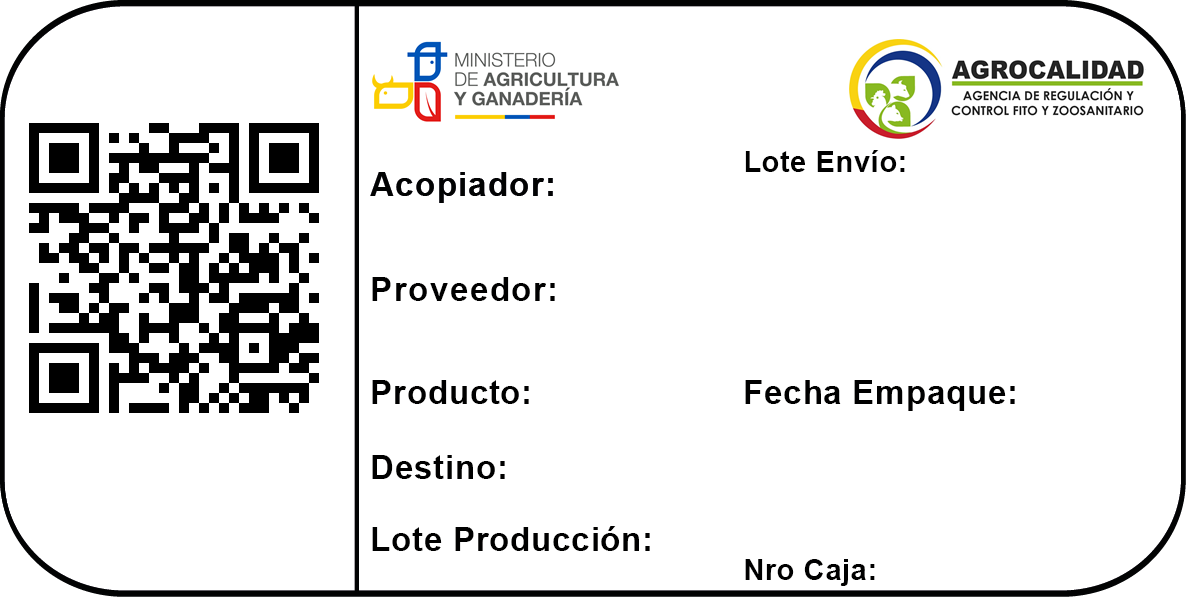 MINISTERIO
DE AGRICULTURA
Y GANADERÍA
AGROCALIDAD
AGENCIA DE REGULACIÓN Y
CONTROL FITO Y ZOOSANITARIO
Lote Envío:
Acopiador:
Proveedor:
Producto:
Fecha Empaque:
Destino:
Lote Producción:
Nro Caja: